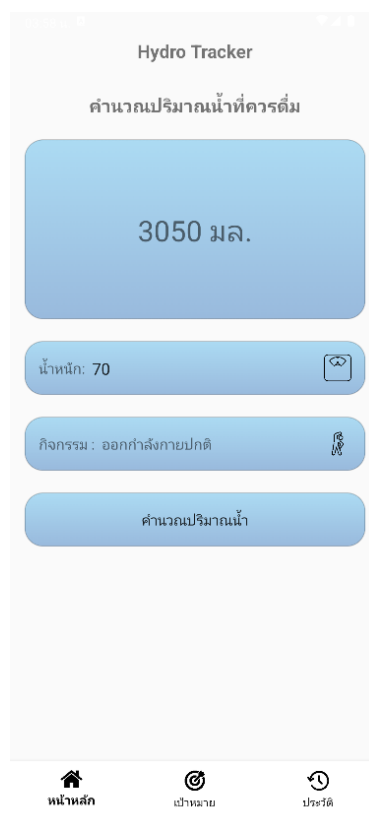 Hydro Tracker
คำนวณปริมาณน้ำที่ควรดื่ม
3050 มล.
น้ำหนัก: 70
กิจกรรม : ออกกำลังกายปกติ
คำนวณปริมาณน้ำ
หน้าหลัก เป้าหมาย ประวัติ